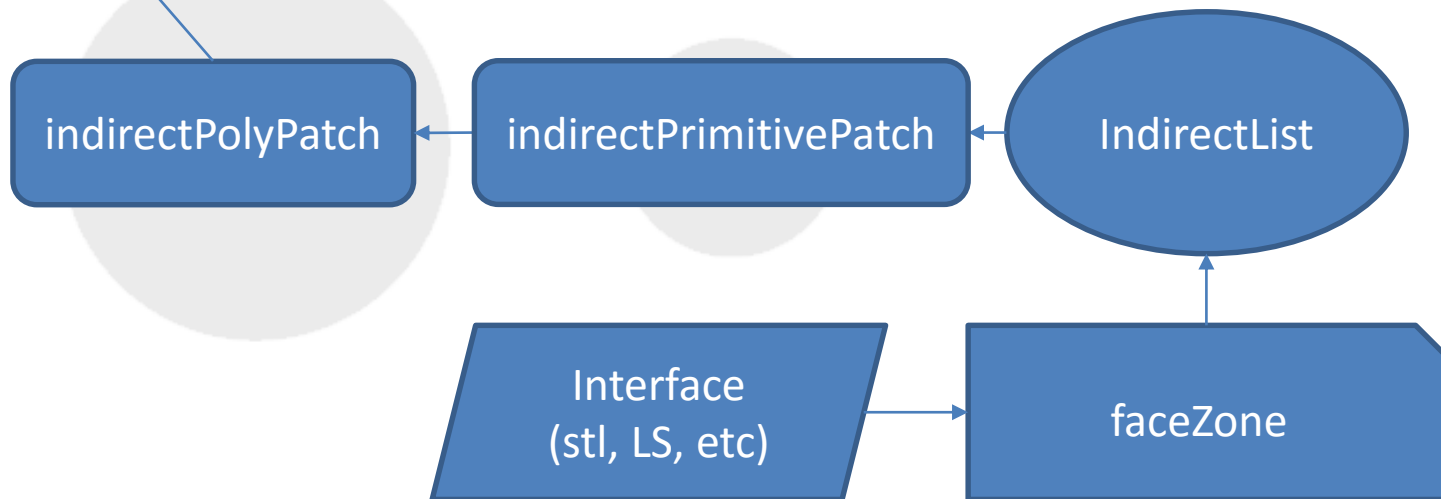 indirectPolyPatch
indirectPrimitivePatch
IndirectList
Interface
(stl, LS, etc)
faceZone